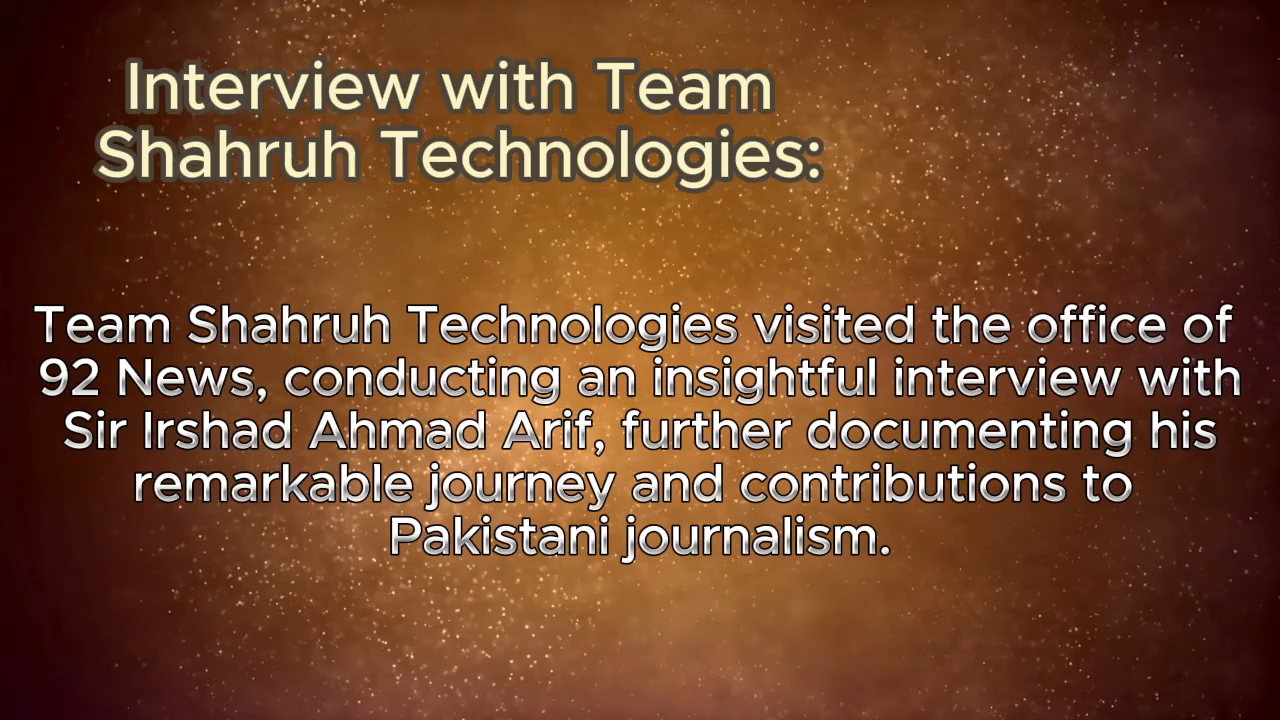 Interview with Team
Shahruh Technologies:
Team Shahruh Technologies visited the office of
92 News, conducting an insightful interview with
Sir Irshad Ahmad Arif, further documenting his
remarkable journey and contributions to
Pakistani journalism.